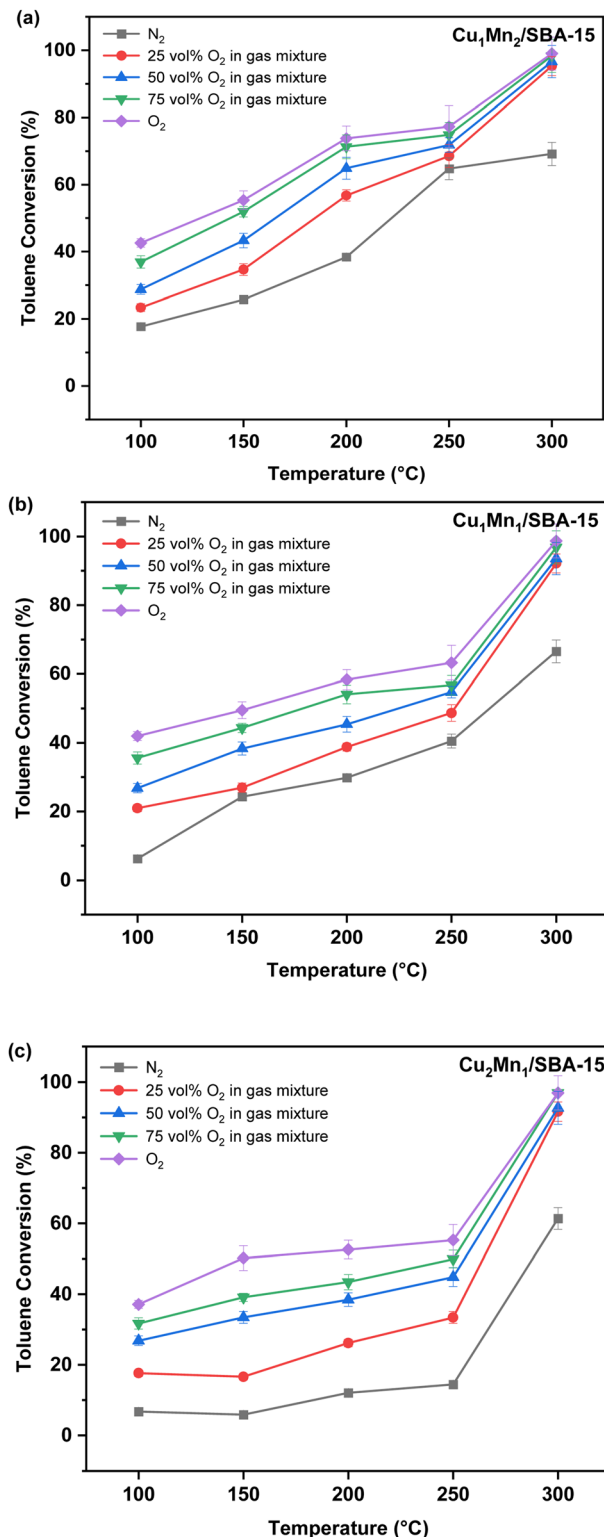 (a)
Cu₁Mn₂/SBA-15
N₂
25 vol% O₂ in gas mixture
50 vol% O₂ in gas mixture
75 vol% O₂ in gas mixture
O₂
Toluene Conversion (%)
100
80
60
40
20
0
100 150 200 250 300
Temperature (°C)
(b)
Cu₁Mn₁/SBA-15
N₂
25 vol% O₂ in gas mixture
50 vol% O₂ in gas mixture
75 vol% O₂ in gas mixture
O₂
Toluene Conversion (%)
100
80
60
40
20
0
100 150 200 250 300
Temperature (°C)
(c)
Cu₂Mn₁/SBA-15
N₂
25 vol% O₂ in gas mixture
50 vol% O₂ in gas mixture
75 vol% O₂ in gas mixture
O₂
Toluene Conversion (%)
100
80
60
40
20
0
100 150 200 250 300
Temperature (°C)